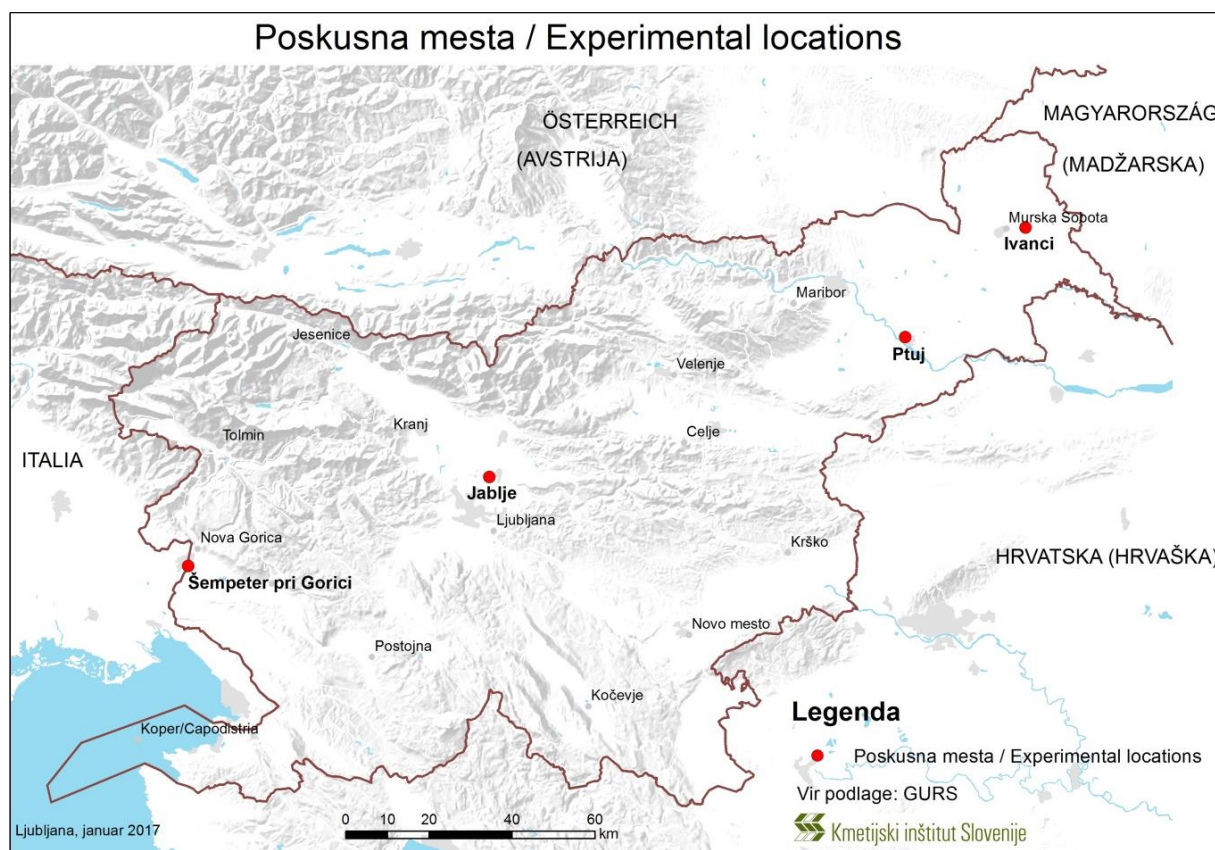 Poskusna mesta / Experimental locations
ÖSTERREICH
(AVSTRIJA)
MAGYARORSZÁG
(MADŽARSKA)
Murska Sobota
Ivanci
Maribor
Jesenice
Ptuj
Velenje
Kranj
Tolmin
Celje
ITALIA
Jablje
Ljubljana
Nova Gorica
Krško
HRVATSKA (HRVAŠKA)
Šempeter pri Gorici
Novo mesto
Postojna
Kočevje
Legenda
Koper/Capodistria
Poskusna mesta / Experimental locations
Vir podlage: GURS
Ljubljana, januar 2017
0 10 20 40 60
km
Kmetijski inštitut Slovenije